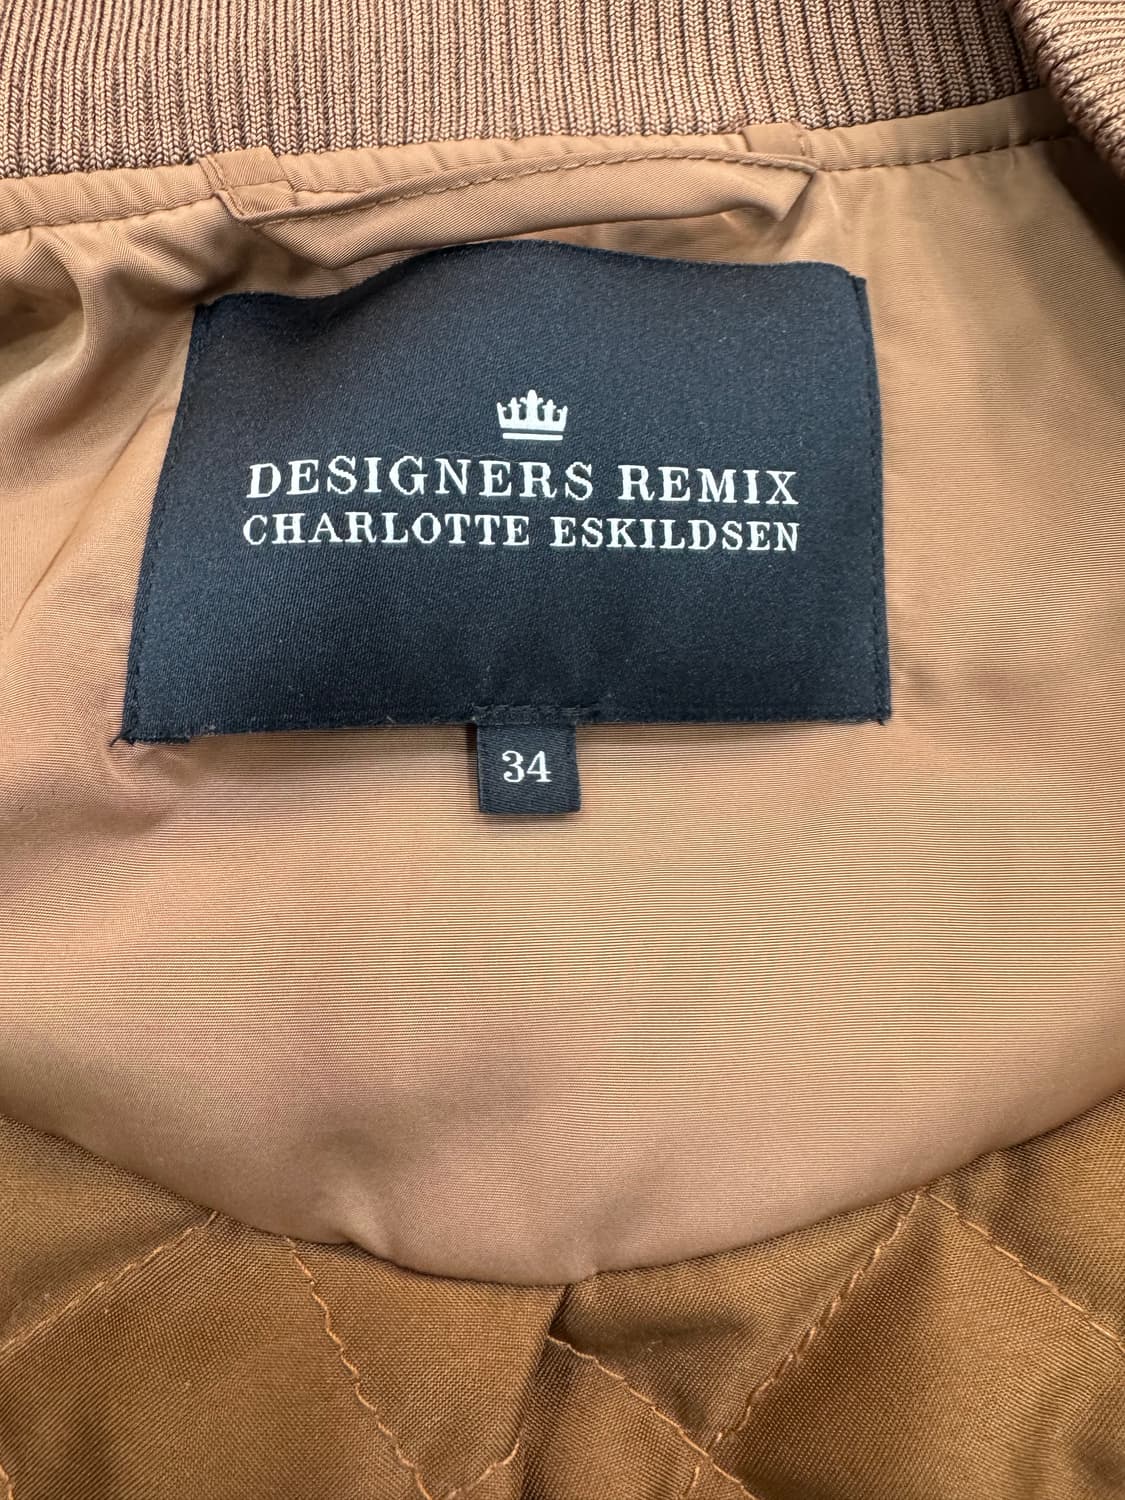 DESIGNERS REMIX
CHARLOTTE ESKILDSEN
34